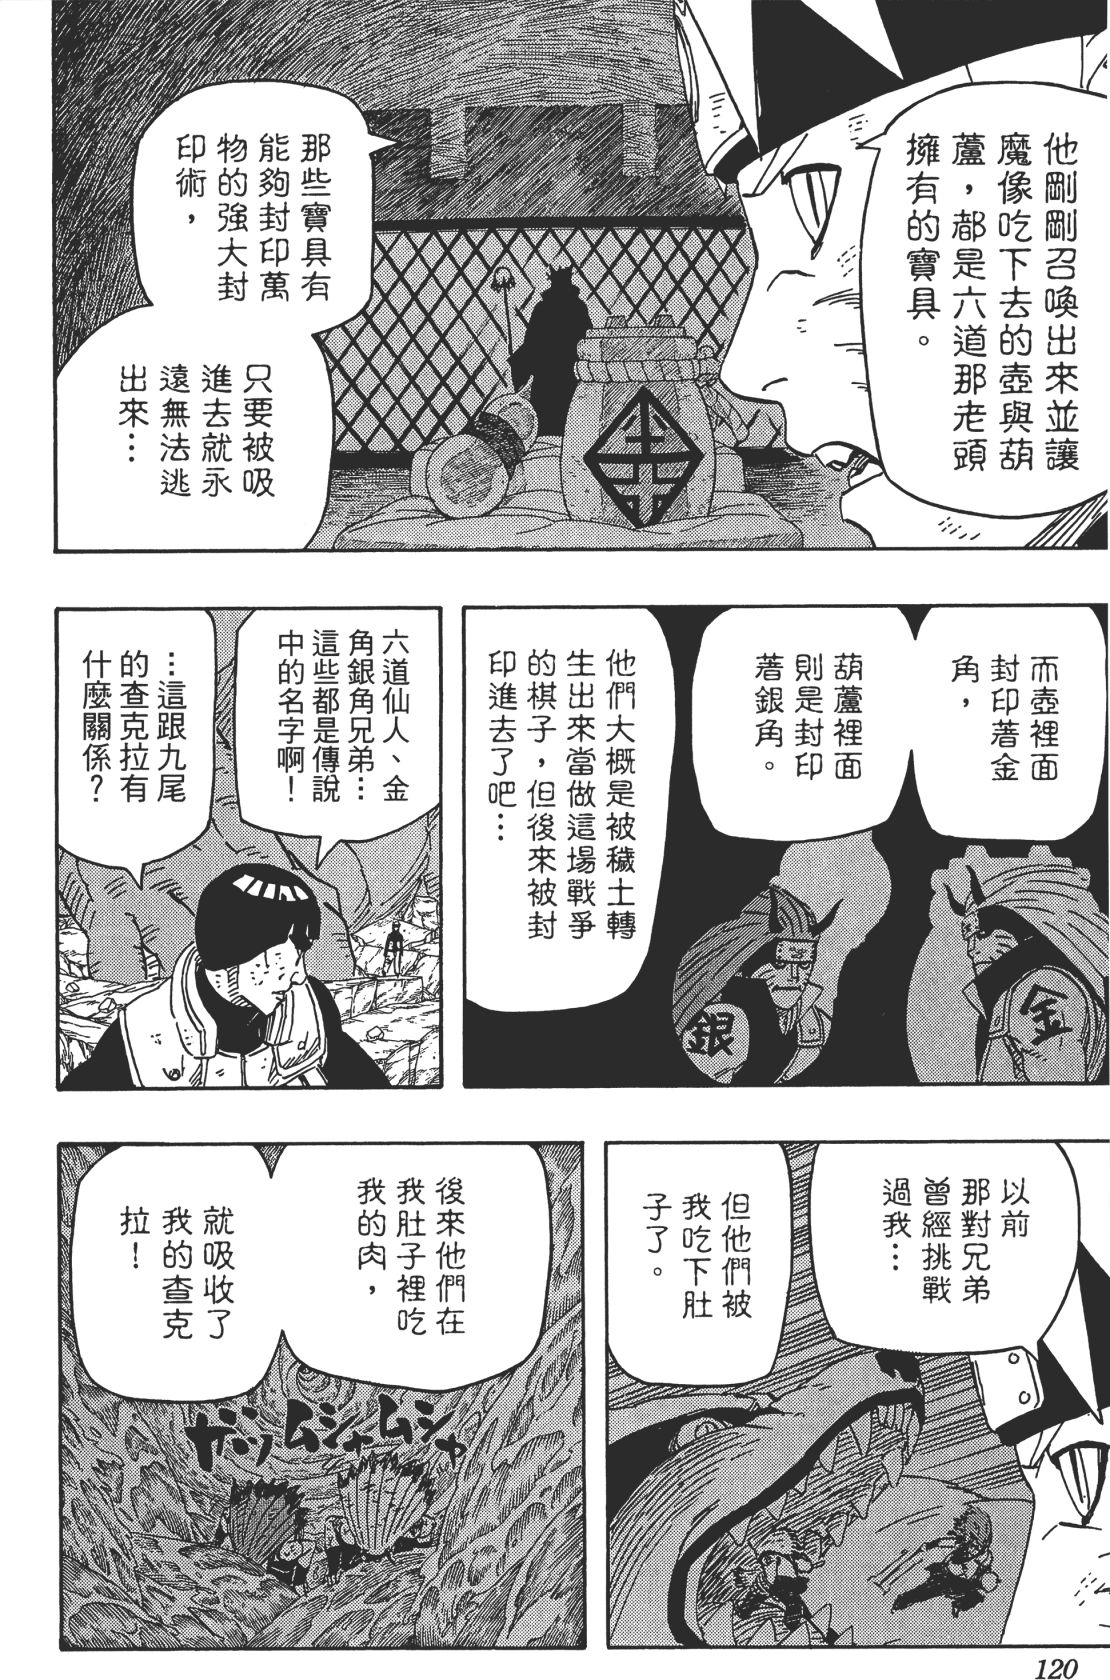 他剛剛召喚出來並讓
魔像吃下去的壺與葫
蘆，都是六道那老頭
擁有的寶具。
那些寶具有
能夠封印萬
物的強大封
印術，
只要被吸
進去就永
遠無法逃
出來…
而壺裡面
封印著金
角，
葫蘆裡面
則是封印
著銀角。
他們大概是被穢土轉
生出來當做這場戰爭
的棋子，但後來被封
印進去了吧…
金
銀
六道仙人、金
角銀角兄弟…
這些都是傳說
中的名字啊！
…這跟九尾
的查克拉有
什麼關係？
以前
那對兄弟
曾經挑戰
過我…
但他們被
我吃下肚
子了。
後來他們在
我肚子裡吃
我的肉，
就吸收了
我的查克
拉！
ガツムシャムシャ
120